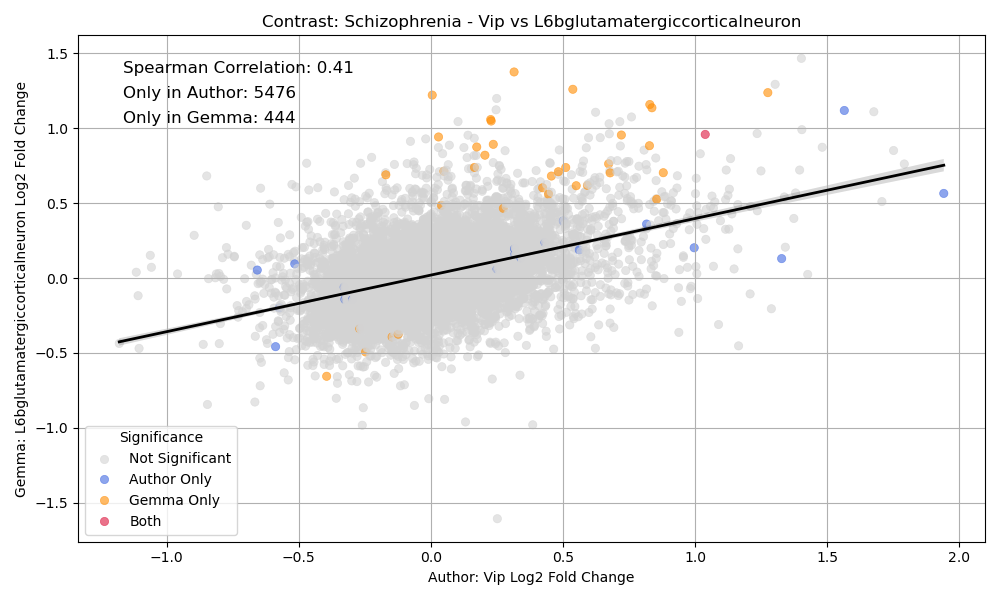 Contrast: Schizophrenia - Vip vs L6bglutamatergiccorticalneuron
Spearman Correlation: 0.41
Only in Author: 5476
Only in Gemma: 444
Gemma: L6bglutamatergiccorticalneuron Log2 Fold Change
1.5
1.0
0.5
0.0
−0.5
−1.0
−1.5
Significance
Not Significant
Author Only
Gemma Only
Both
−1.0 −0.5 0.0 0.5 1.0 1.5 2.0
Author: Vip Log2 Fold Change